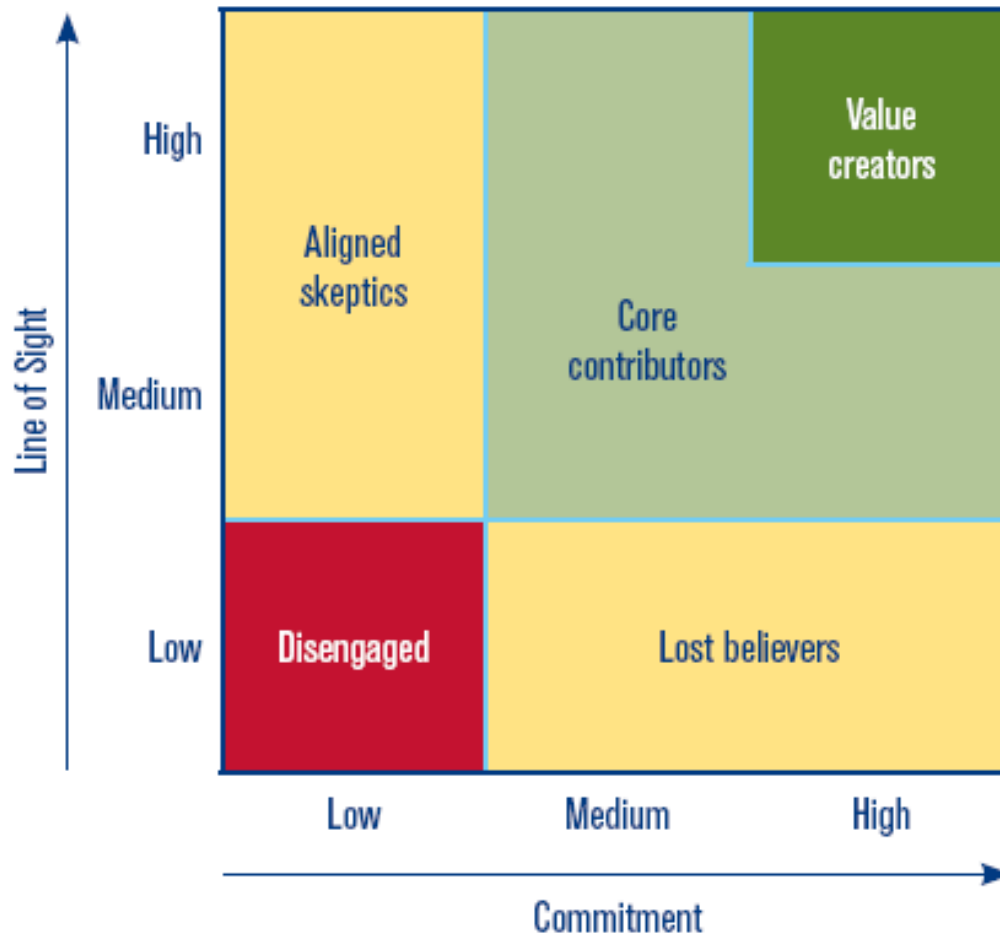 High
Value
creators
Aligned
skeptics
Core
contributors
Line of Sight
Medium
Low
Disengaged
Lost believers
Low
Medium
High
Commitment